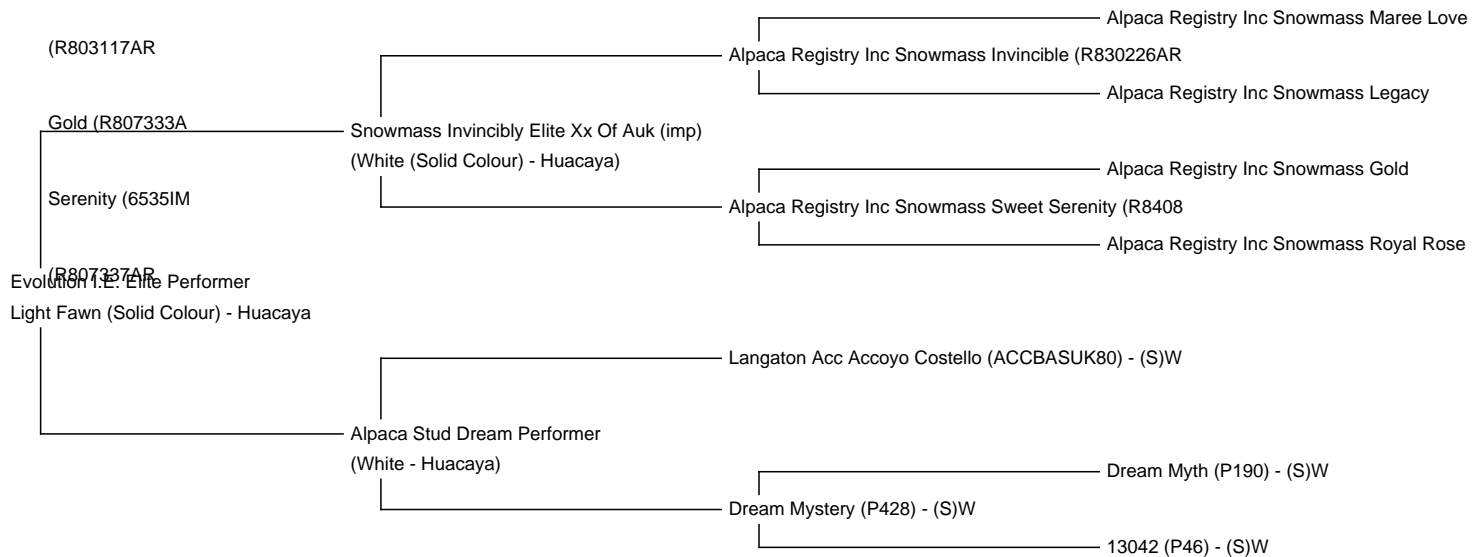 Alpaca Registry Inc Snowmass Maree Love
(R803117AR
Alpaca Registry Inc Snowmass Invincible (R830226AR
Alpaca Registry Inc Snowmass Legacy
Gold (R807333A
Snowmass Invincibly Elite Xx Of Auk (imp)
(White (Solid Colour) - Huacaya)
Alpaca Registry Inc Snowmass Gold
Serenity (6535IM
Alpaca Registry Inc Snowmass Sweet Serenity (R8408
Alpaca Registry Inc Snowmass Royal Rose
(R807337AR
Evolution I.E. Elite Performer
Light Fawn (Solid Colour) - Huacaya
Langaton Acc Accoyo Costello (ACCBASUK80) - (S)W
Alpaca Stud Dream Performer
(White - Huacaya)
Dream Myth (P190) - (S)W
Dream Mystery (P428) - (S)W
13042 (P46) - (S)W